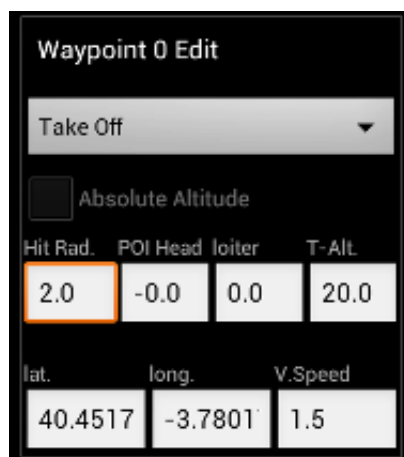 Waypoint 0 Edit
Take Off
Absolute Altitude
Hit Rad. POI Head loiter T-Alt.
2.0 -0.0 0.0 20.0
lat. long. V.Speed
40.4517 -3.7801 1.5